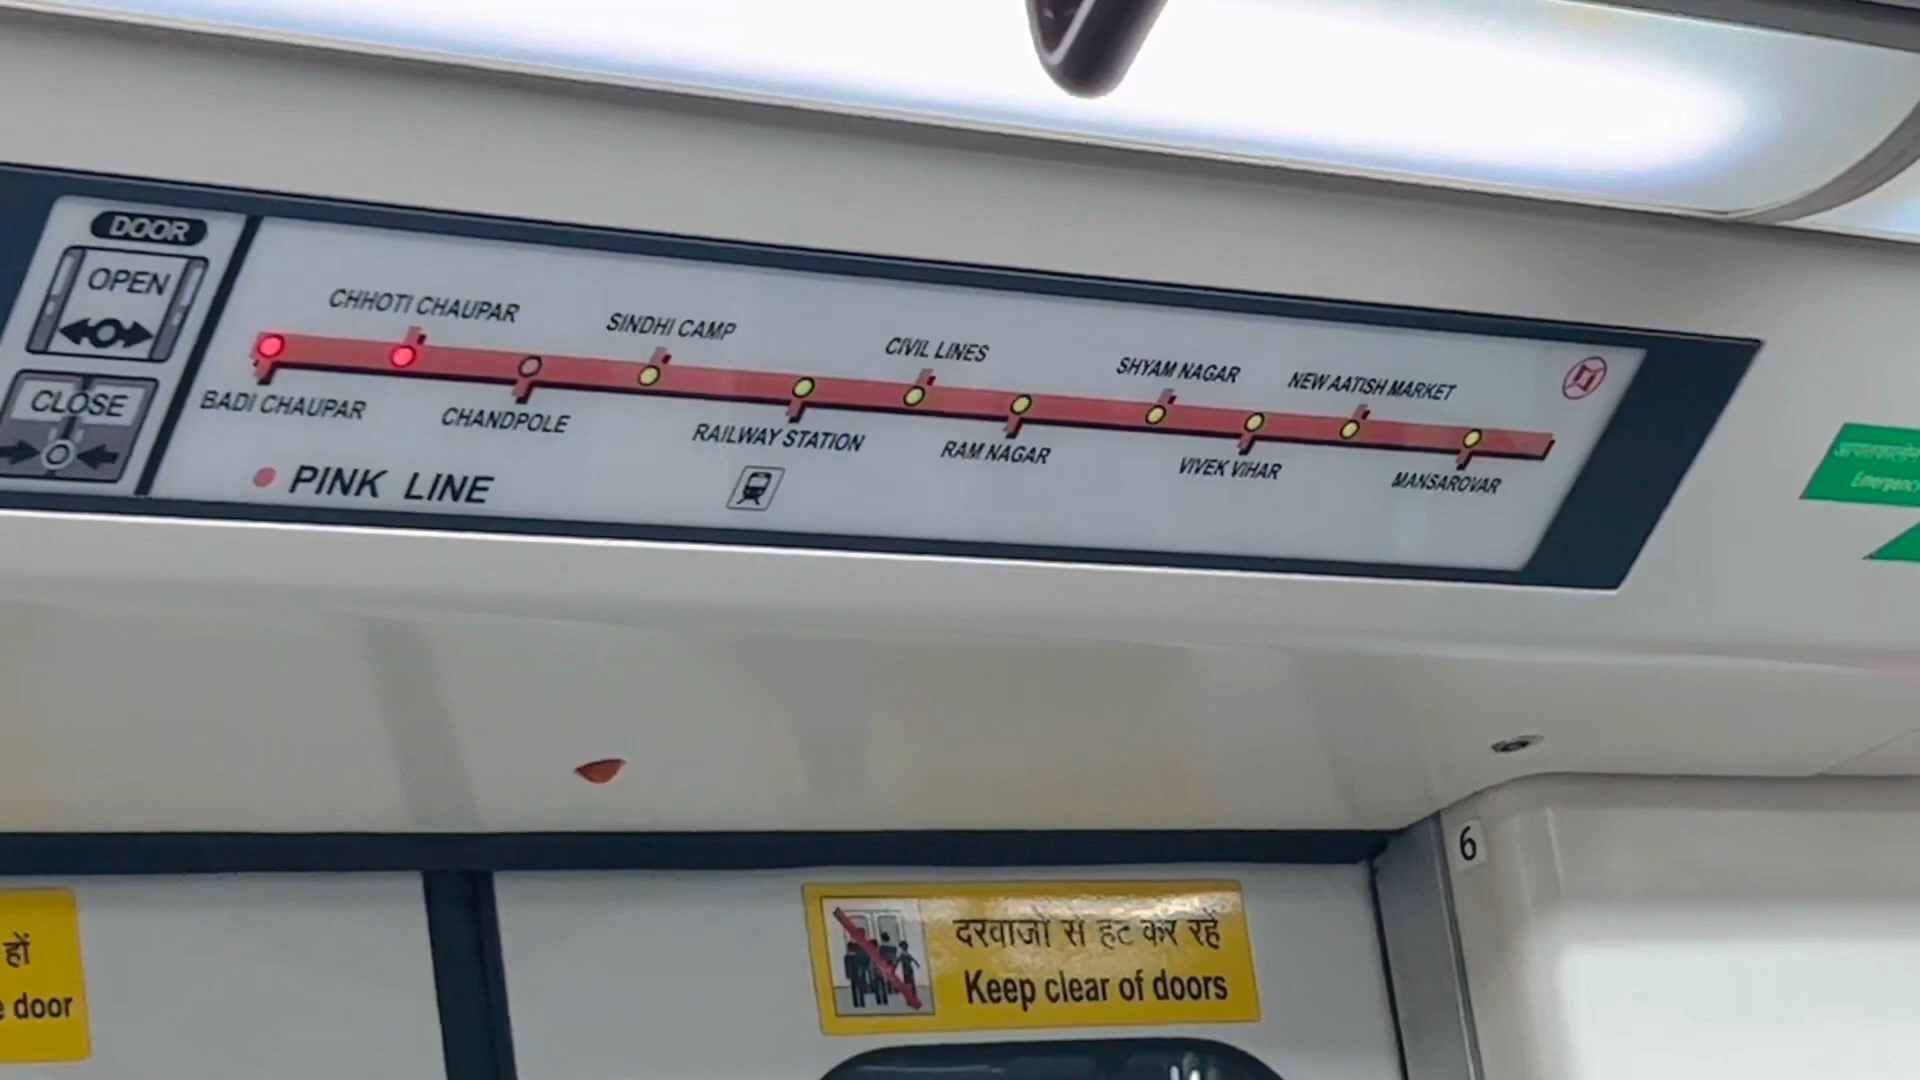 DOOR
OPEN
CLOSE
CHHOTI CHAUPAR
SINDHI CAMP
CIVIL LINES
SHYAM NAGAR
NEW AATISH MARKET
BADI CHAUPAR
CHANDPOLE
RAILWAY STATION
RAM NAGAR
VIVEK VIHAR
MANSAROVAR
PINK LINE
Emergency
6
हों
door
दरवाजों से हट कर रहें
Keep clear of doors